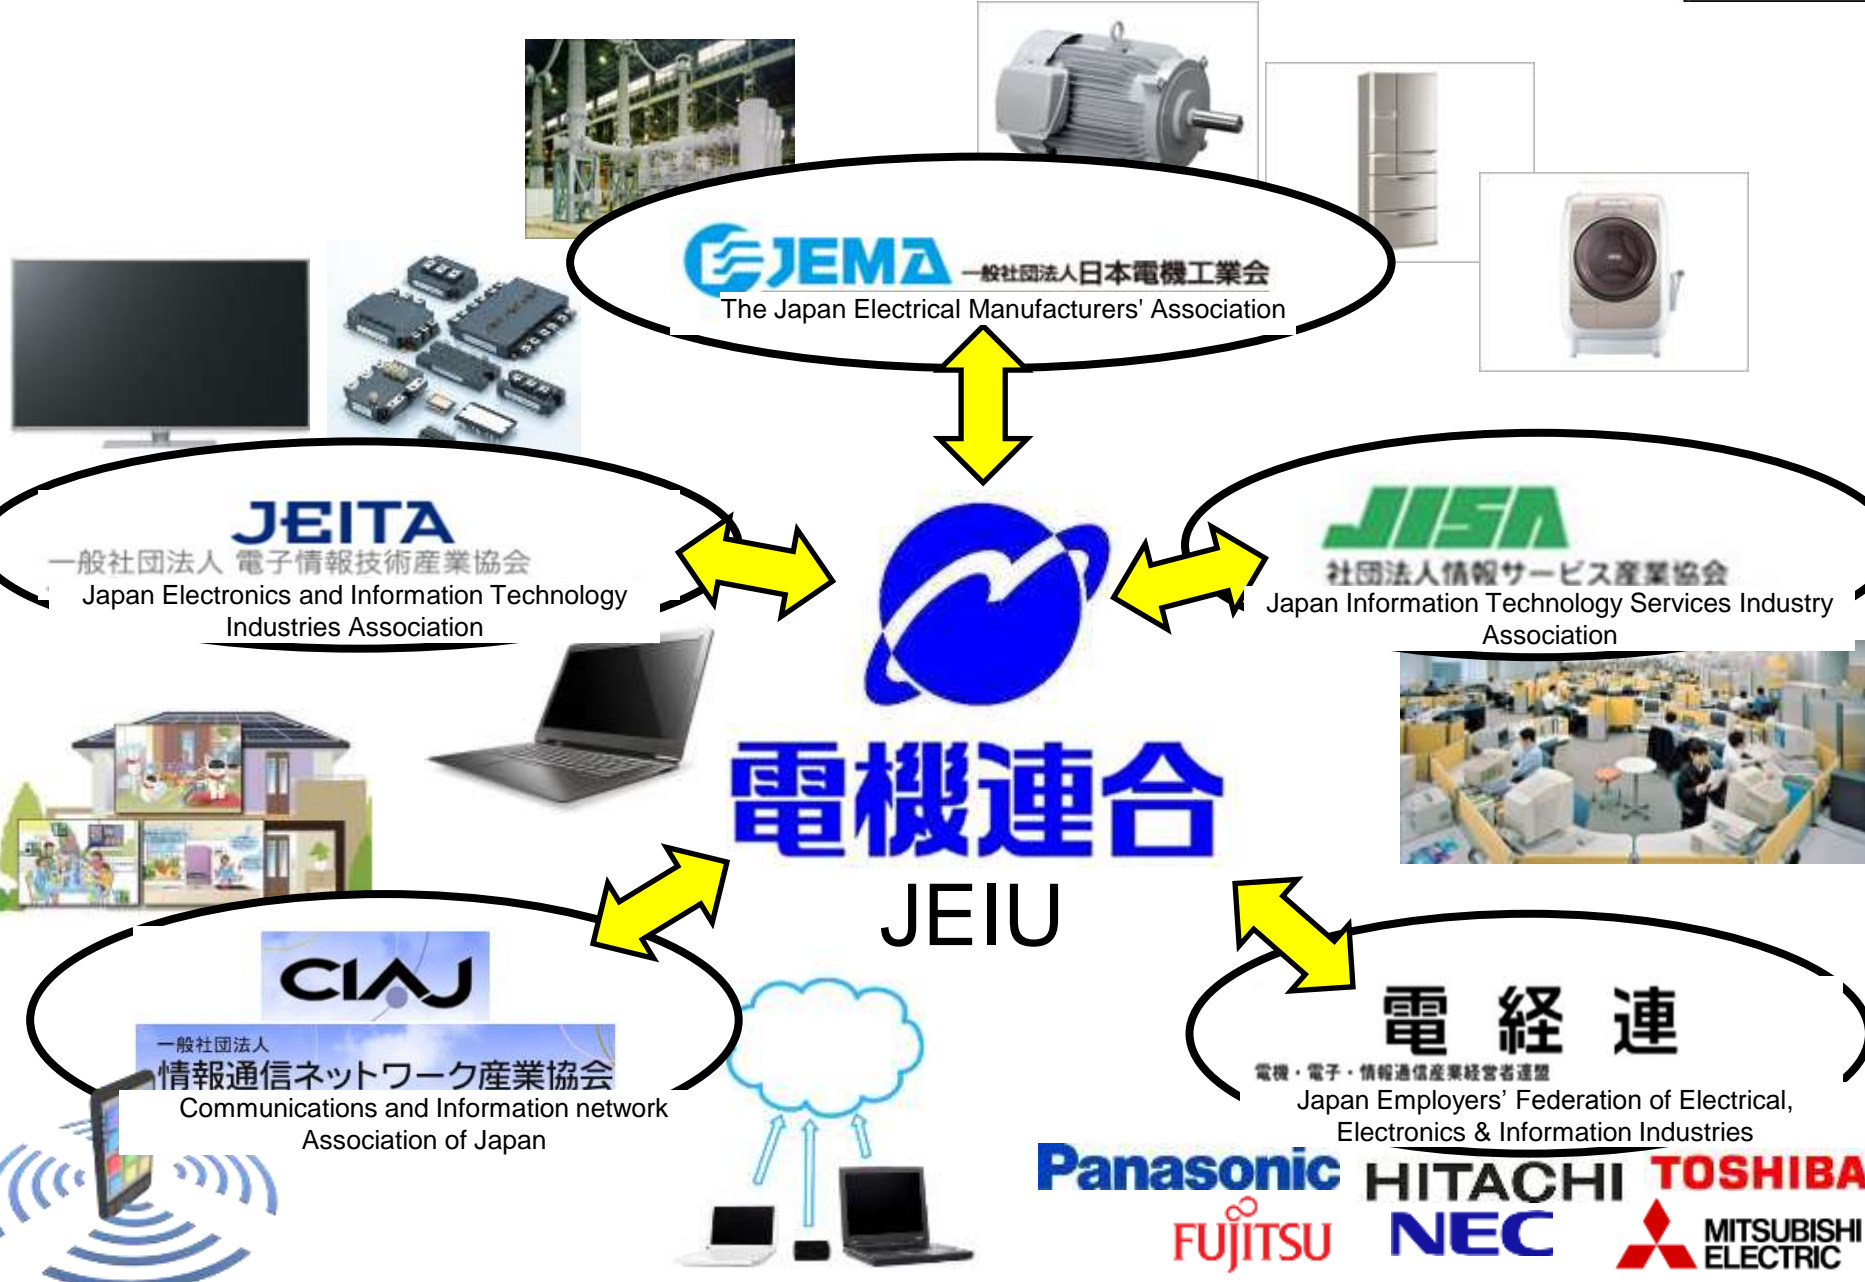 JEMA 一般社団法人日本電機工業会
The Japan Electrical Manufacturers' Association
JEITA
一般社団法人 電子情報技術産業協会
Japan Electronics and Information Technology
Industries Association
JISA
社団法人情報サービス産業協会
Japan Information Technology Services Industry
Association
電機連合
JEIU
CIAJ
一般社団法人
情報通信ネットワーク産業協会
Communications and Information network
Association of Japan
電経連
電機・電子・情報通信産業経営者連盟
Japan Employers’ Federation of Electrical,
Electronics & Information Industries
Panasonic HITACHI TOSHIBA
FUJITSU NEC MITSUBISHI
ELECTRIC